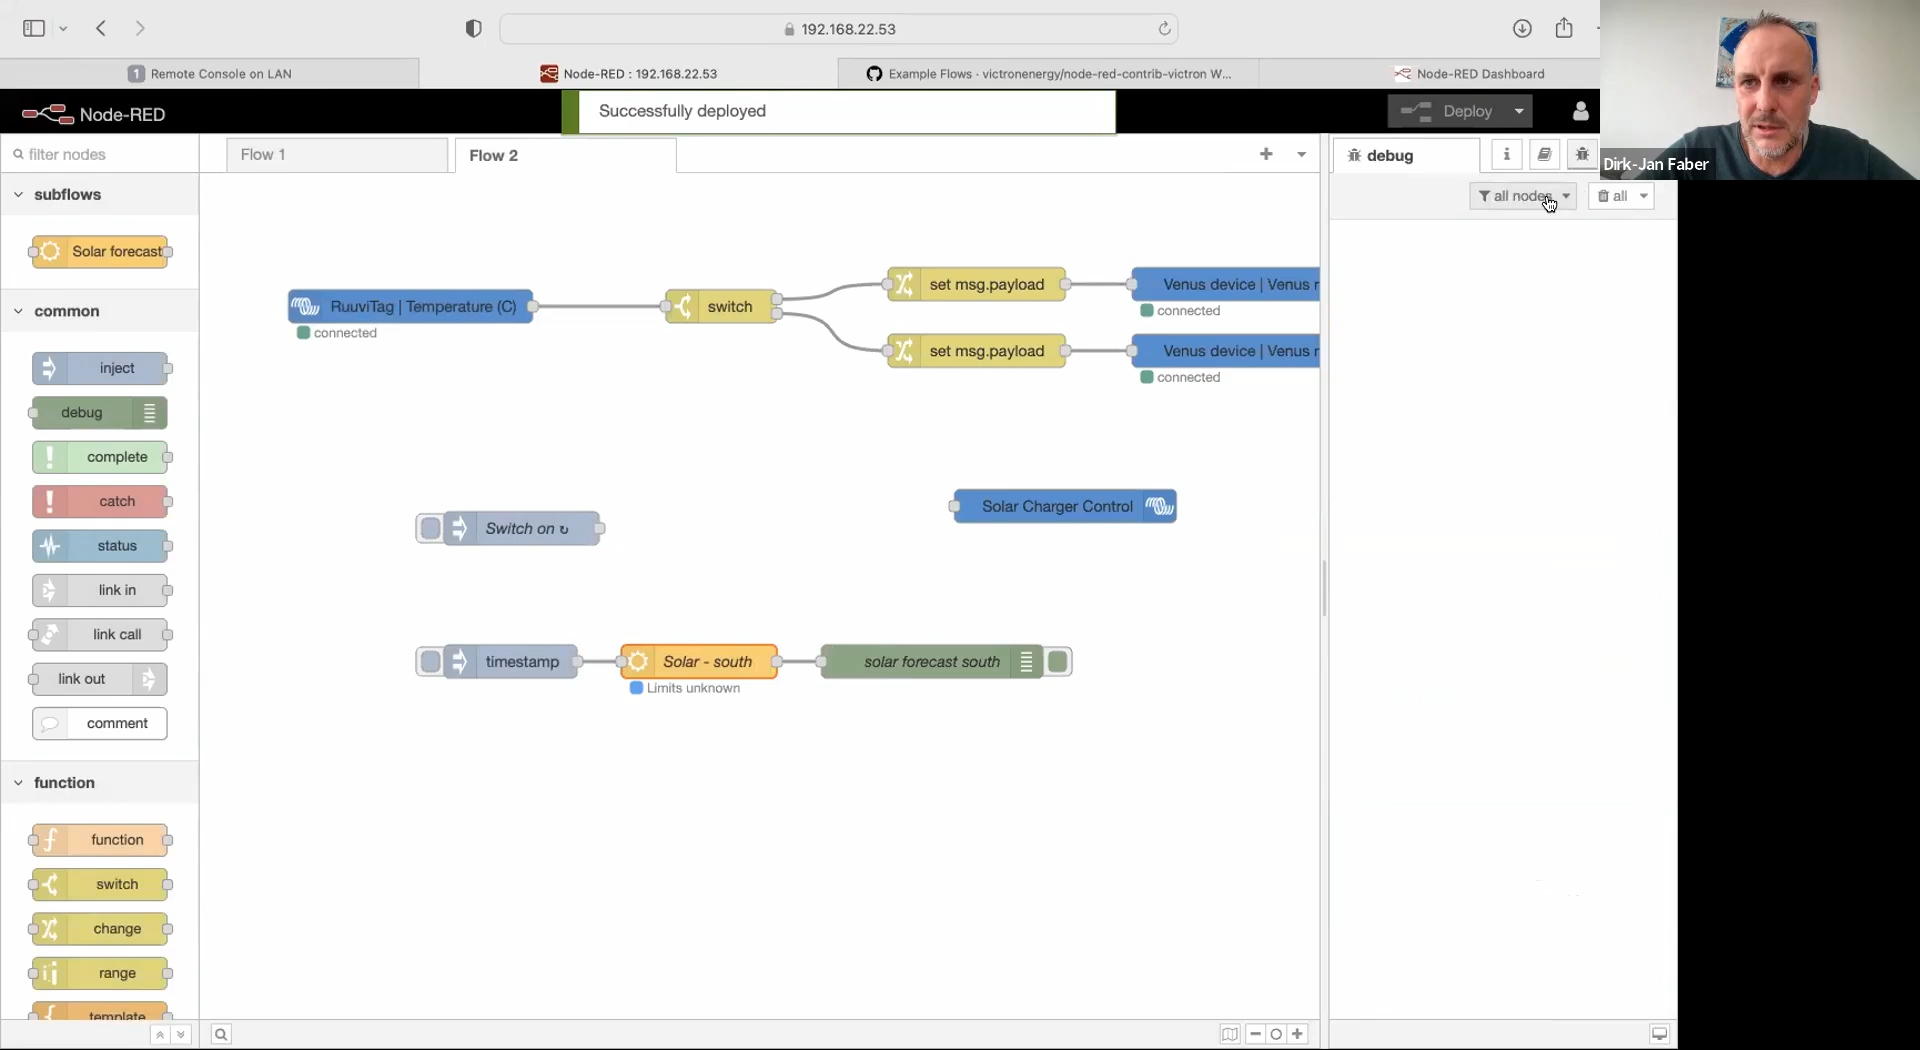 192.168.22.53
1 Remote Console on LAN
Node-RED : 192.168.22.53
Example Flows · victronenergy/node-red-contrib-victron W...
Node-RED Dashboard
Node-RED
Successfully deployed
Deploy
Dirk-Jan Faber
filter nodes
Flow 1
Flow 2
debug
all nodes
all
subflows
Solar forecast
common
inject
debug
complete
catch
status
link in
link call
link out
comment
function
function
switch
change
range
template
RuuviTag | Temperature (C)
connected
switch
set msg.payload
Venus device | Venus r
connected
set msg.payload
Venus device | Venus r
connected
Solar Charger Control
Switch on ↻
timestamp
Solar - south
Limits unknown
solar forecast south